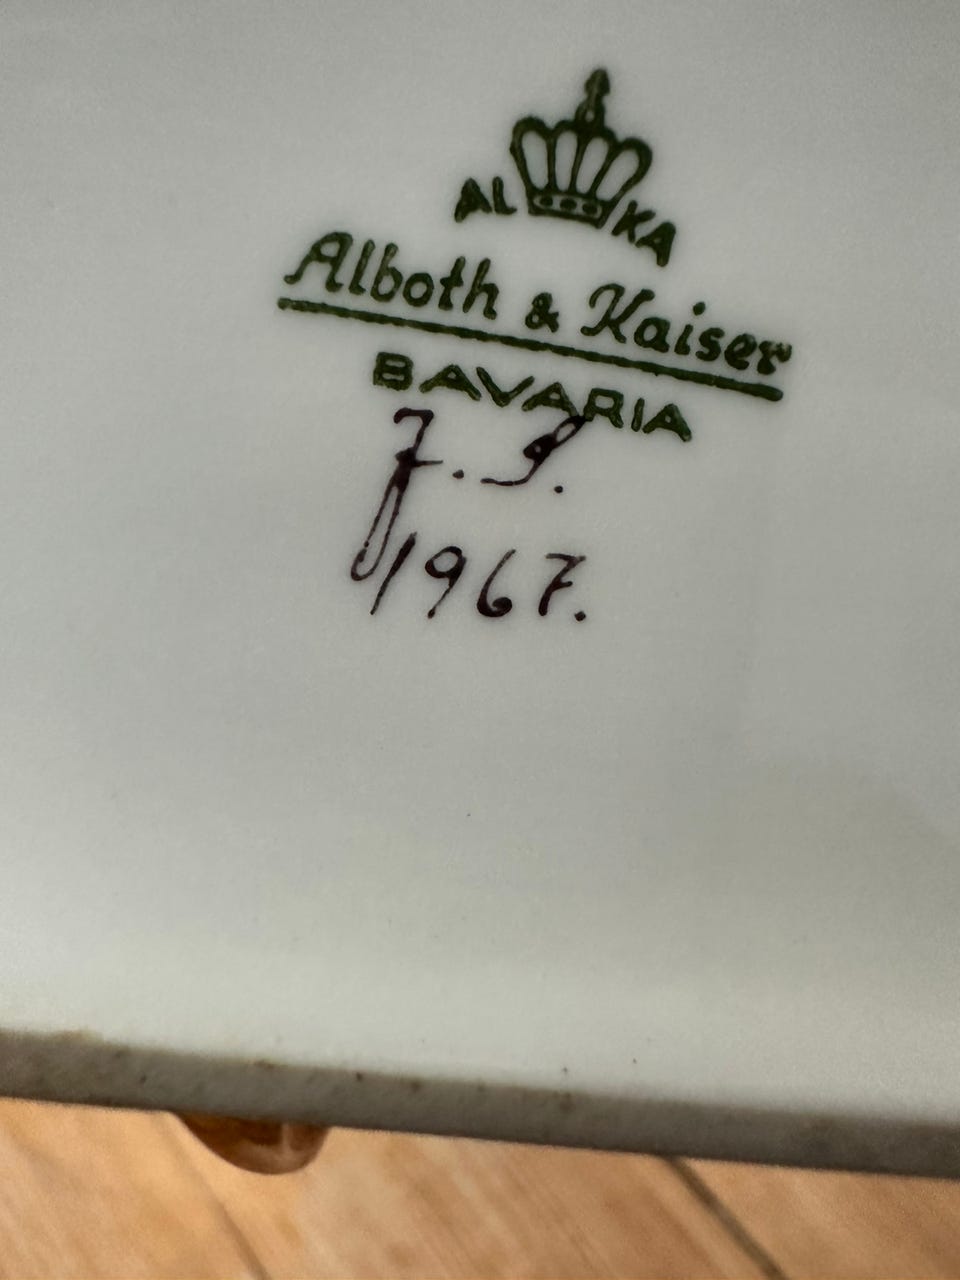 AL KA
Alboth & Kaiser
BAVARIA
1967.